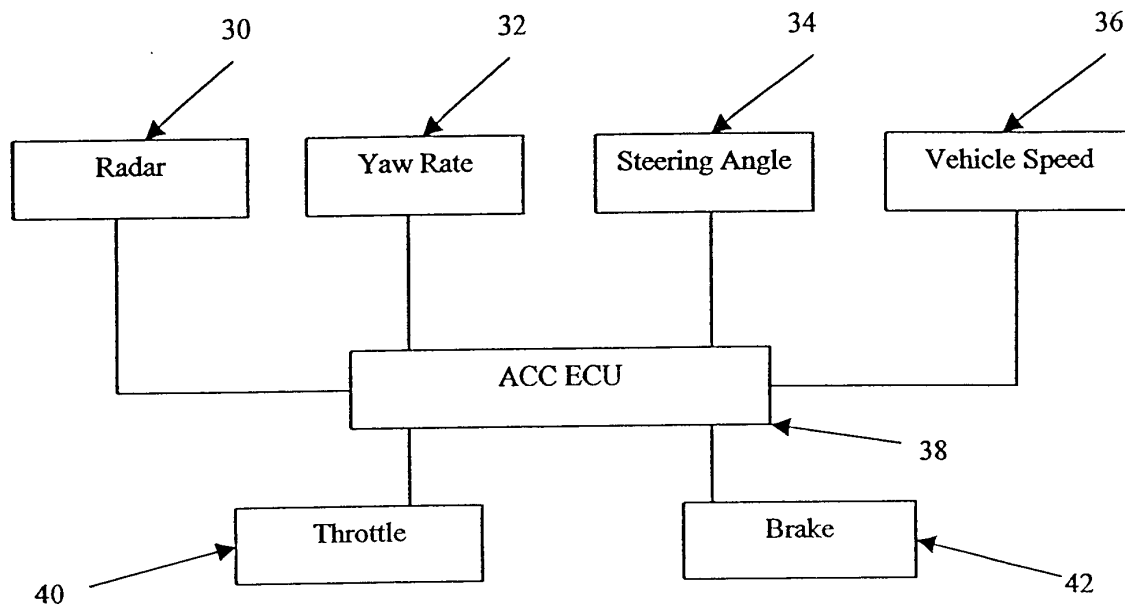 30
32
34
36
Radar
Yaw Rate
Steering Angle
Vehicle Speed
ACC ECU
38
Throttle
Brake
40
42